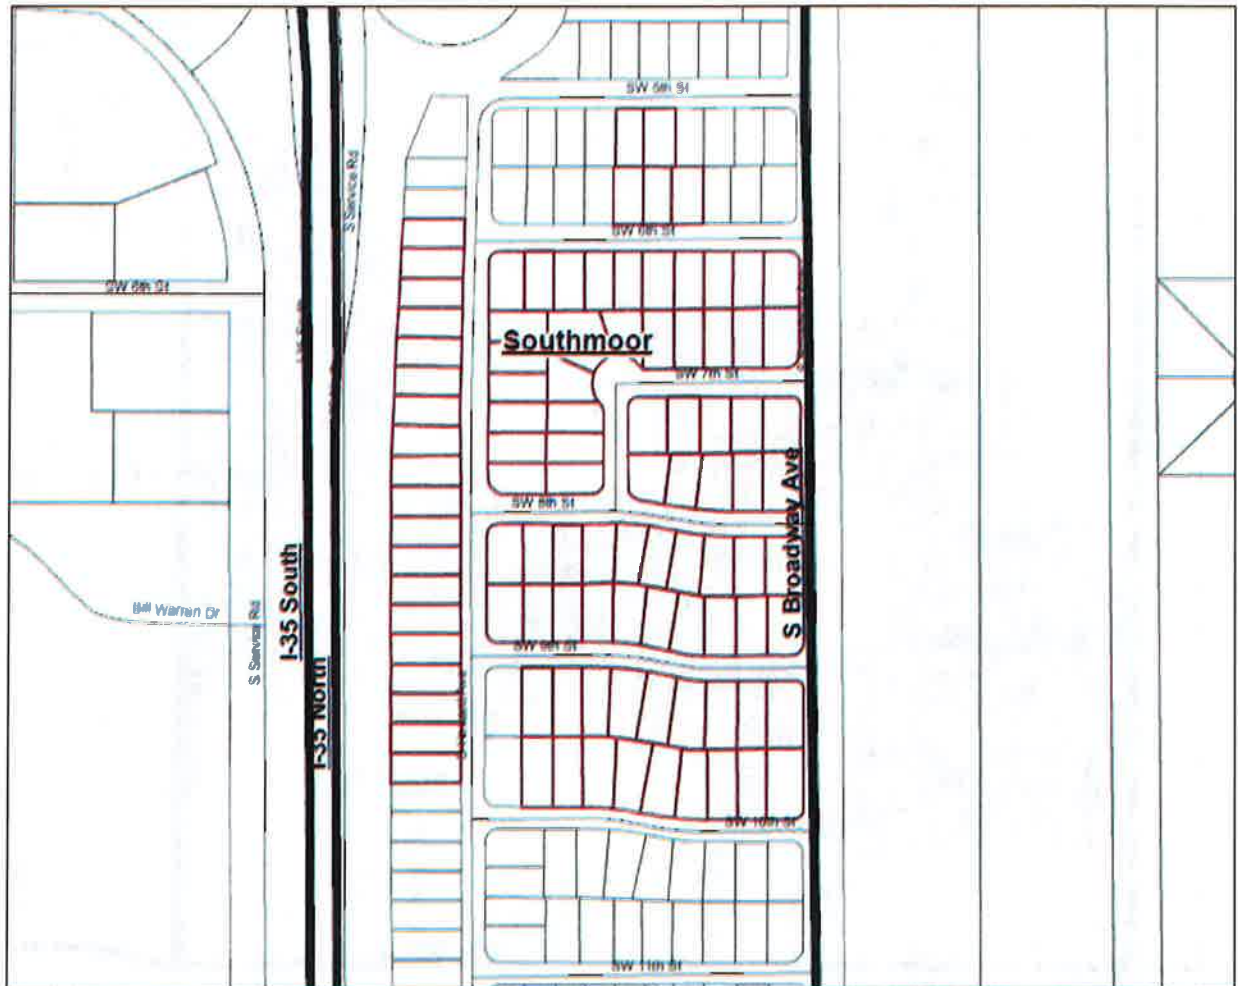 SW 5th St
S Service Rd
SW 6th St
SW 6th St
Southmoor
SW 7th St
SW 8th St
S Broadway Ave
I-35 South
Bill Warren Dr
S Service Rd
SW 9th St
I-35 North
SW 10th St
SW 11th St